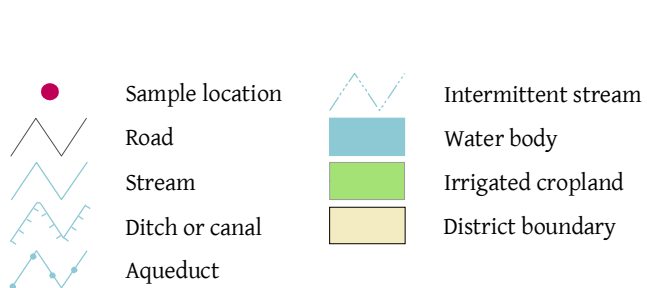 Sample location
Road
Stream
Ditch or canal
Aqueduct
Intermittent stream
Water body
Irrigated cropland
District boundary